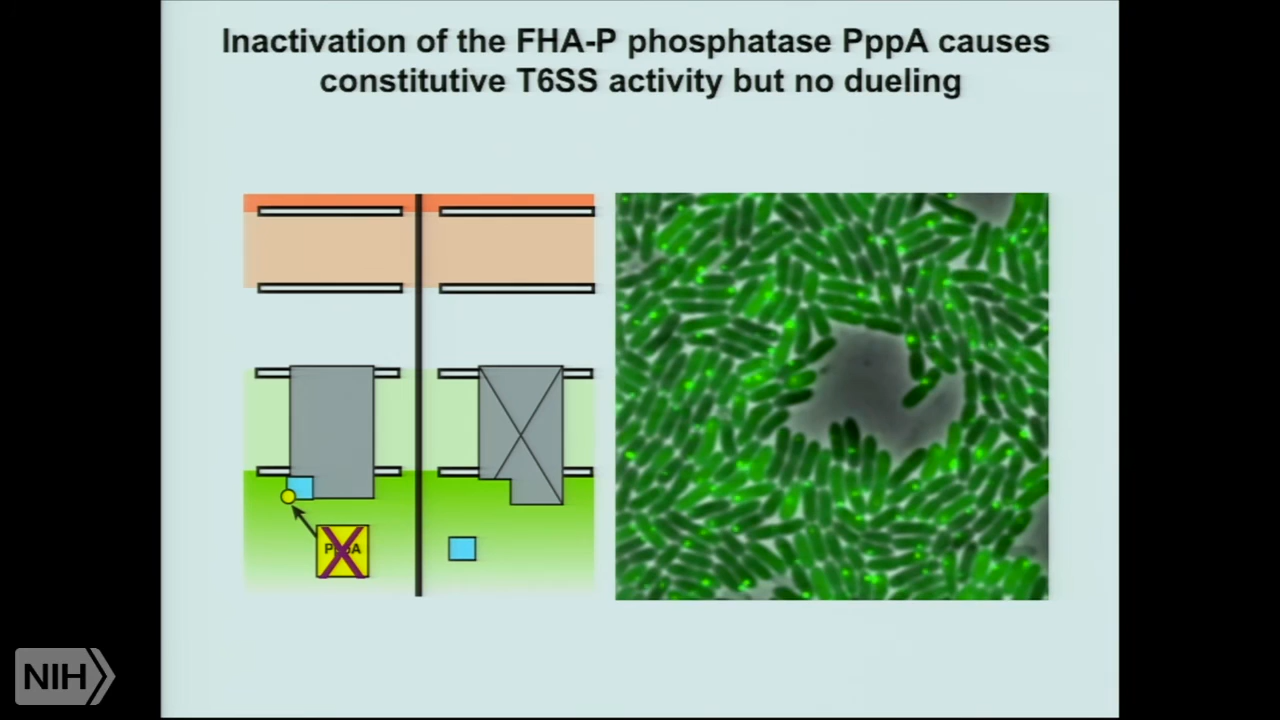 Inactivation of the FHA-P phosphatase PppA causes
constitutive T6SS activity but no dueling
NIH